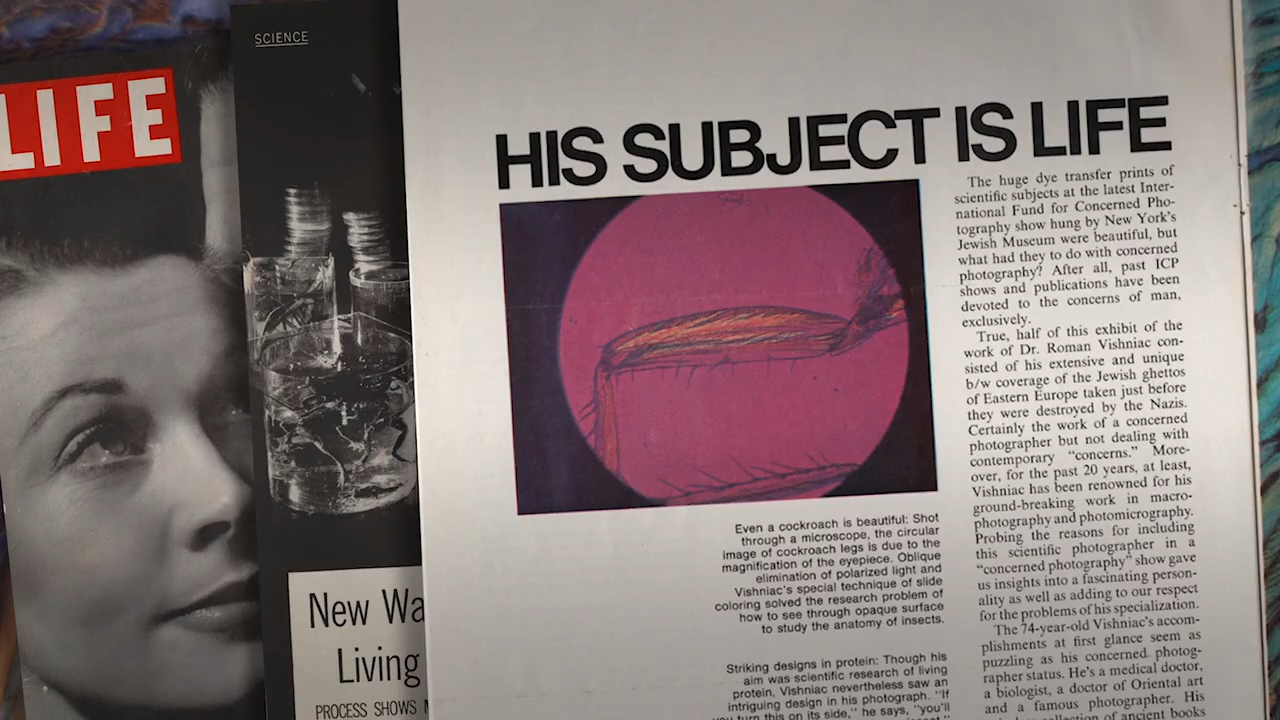 LIFE
SCIENCE
New Wa
Living
PROCESS SHOWS
HIS SUBJECT IS LIFE
The huge dye transfer prints of
scientific subjects at the latest Inter-
national Fund for Concerned Pho-
tography show hung by New York's
Jewish Museum were beautiful, but
what had they to do with concerned
photography? After all, past ICP
shows and publications have been
devoted to the concerns of man,
exclusively.
True, half of this exhibit of the
work of Dr. Roman Vishniac con-
sisted of his extensive and unique
b/w coverage of the Jewish ghettos
of Eastern Europe taken just before
they were destroyed by the Nazis.
Certainly the work of a concerned
photographer but not dealing with
contemporary "concerns." More-
over, for the past 20 years, at least,
Vishniac has been renowned for his
ground-breaking work in macro-
photography and photomicrography.
Probing the reasons for including
this scientific photographer in a
"concerned photography" show gave
us insights into a fascinating person-
ality as well as adding to our respect
for the problems of his specialization.
The 74-year-old Vishniac's accom-
plishments at first glance seem as
puzzling as his concerned photog-
rapher status. He's a medical doctor,
a biologist, a doctor of Oriental art
and a famous photographer. His
collection of ancient books
Even a cockroach is beautiful: Shot
through a microscope, the circular
image of cockroach legs is due to the
magnification of the eyepiece. Oblique
elimination of polarized light and
Vishniac's special technique of slide
coloring solved the research problem of
how to see through opaque surface
to study the anatomy of insects.
Striking designs in protein: Though his
aim was scientific research of living
protein, Vishniac nevertheless saw an
intriguing design in his photograph. "If
you turn this on its side," he says, "you'll